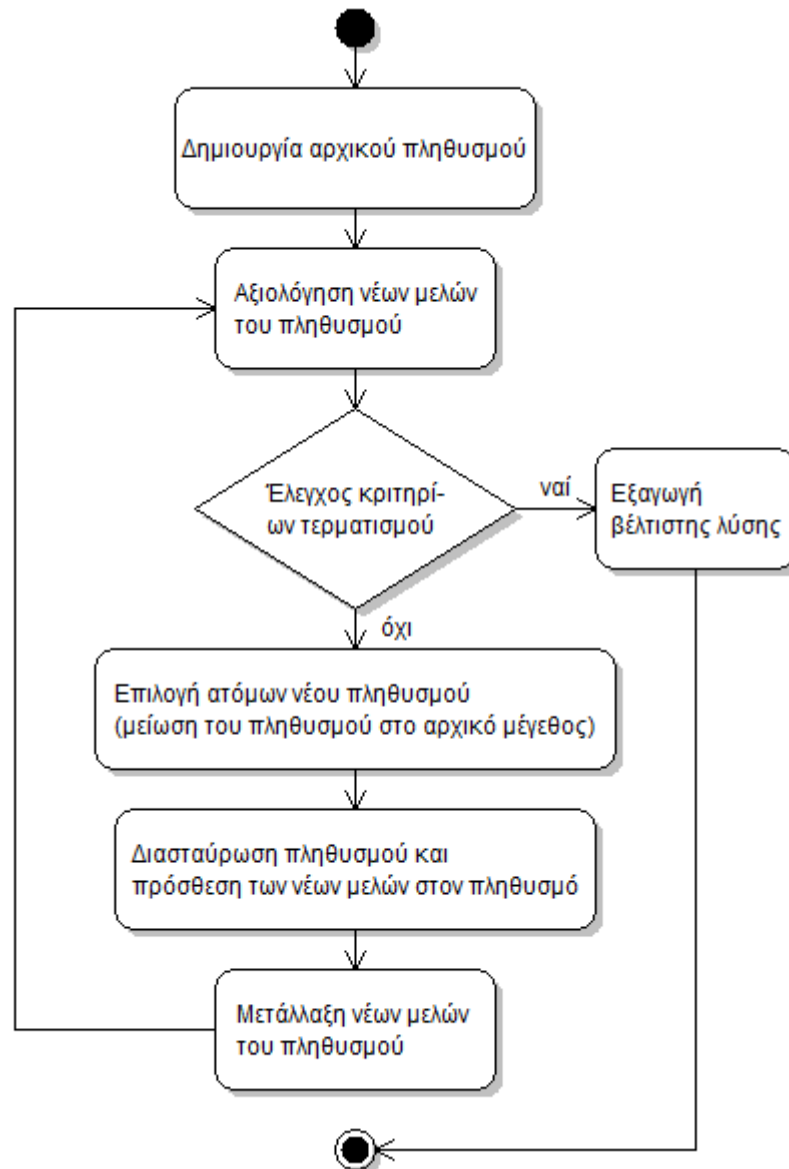 Δημιουργία αρχικού πληθυσμού
Αξιολόγηση νέων μελών
του πληθυσμού
Έλεγχος κριτηρί-
ων τερματισμού
ναί
Εξαγωγή
βέλτιστης λύσης
όχι
Επιλογή ατόμων νέου πληθυσμού
(μείωση του πληθυσμού στο αρχικό μέγεθος)
Διασταύρωση πληθυσμού και
πρόσθεση των νέων μελών στον πληθυσμό
Μετάλλαξη νέων μελών
του πληθυσμού